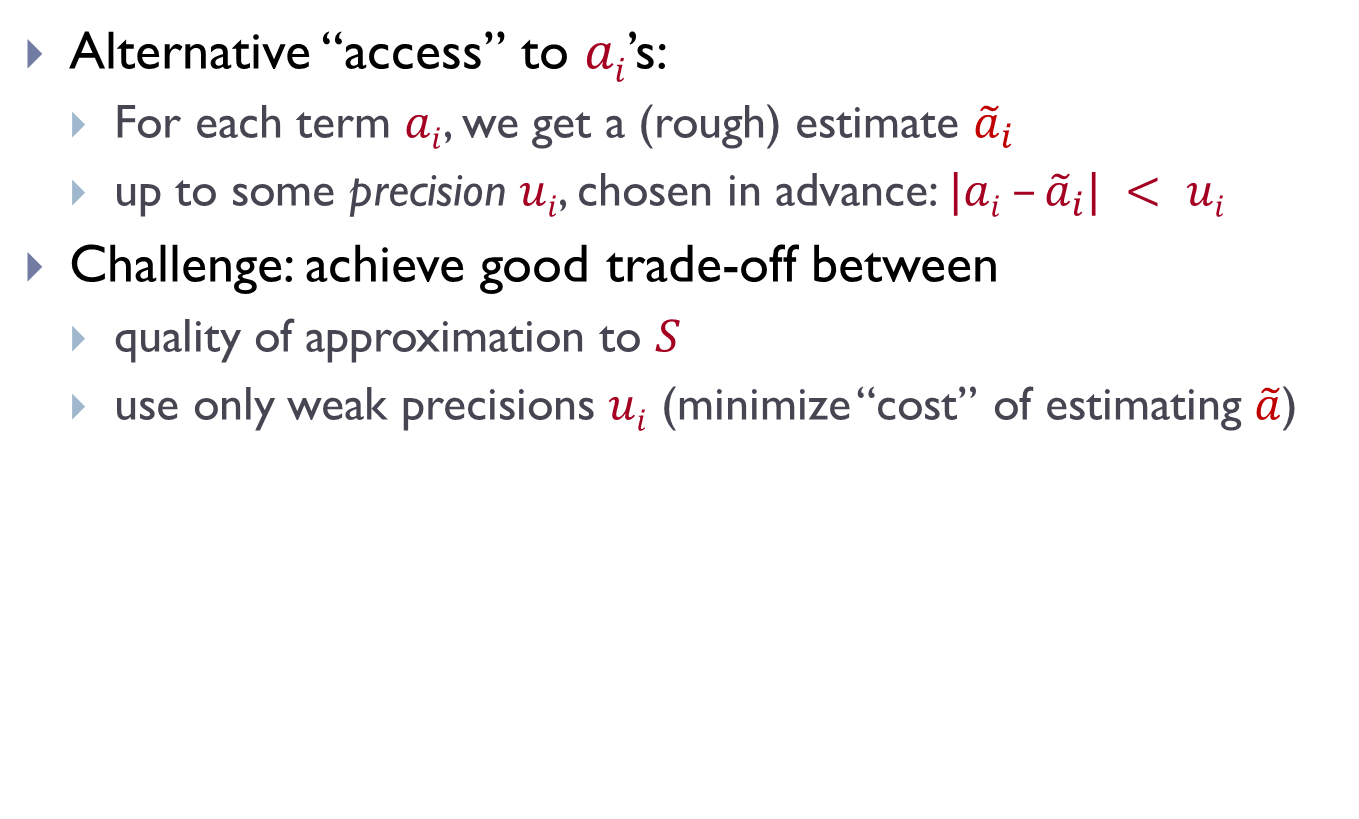 Alternative “access” to aᵢ’s:
For each term aᵢ, we get a (rough) estimate ãᵢ
up to some precision uᵢ, chosen in advance: |aᵢ – ãᵢ| < uᵢ
Challenge: achieve good trade-off between
quality of approximation to S
use only weak precisions uᵢ (minimize “cost” of estimating ã)